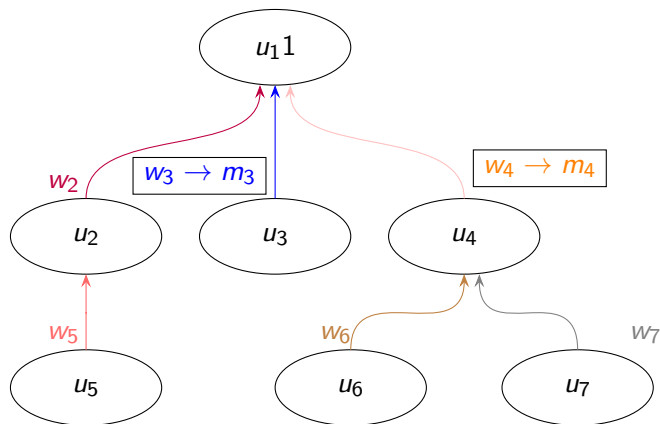 u₁1
w₂
w₃ → m₃
w₄ → m₄
u₂
u₃
u₄
w₅
w₆
w₇
u₅
u₆
u₇